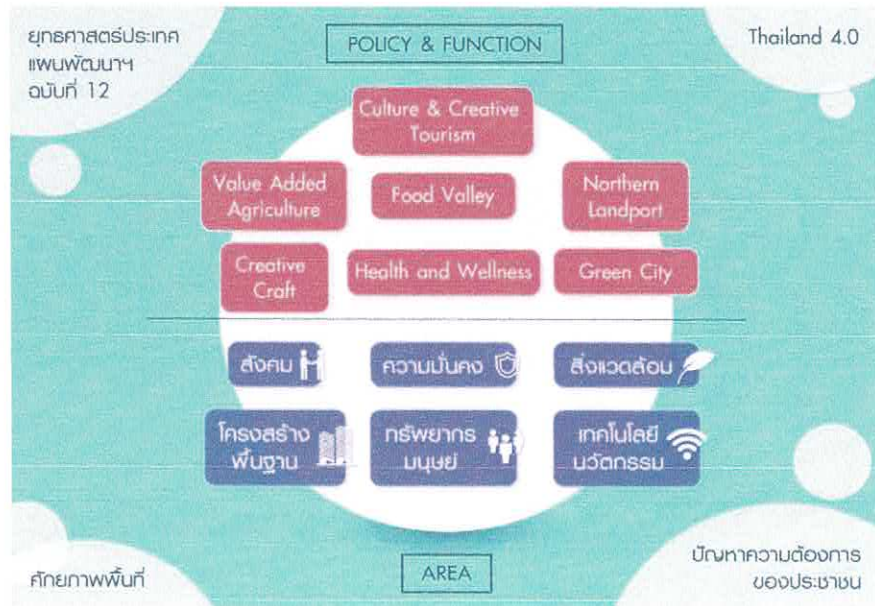 ยุทธศาสตร์ประเทศ
แผนพัฒนาฯ
ฉบับที่ 12
POLICY & FUNCTION
Thailand 4.0
Culture & Creative
Tourism
Value Added
Agriculture
Food Valley
Northern
Landport
Creative
Craft
Health and Wellness
Green City
สังคม
ความมั่นคง
สิ่งแวดล้อม
โครงสร้าง
พื้นฐาน
ทรัพยากร
มนุษย์
เทคโนโลยี
นวัตกรรม
ศักยภาพพื้นที่
AREA
ปัญหาความต้องการ
ของประชาชน